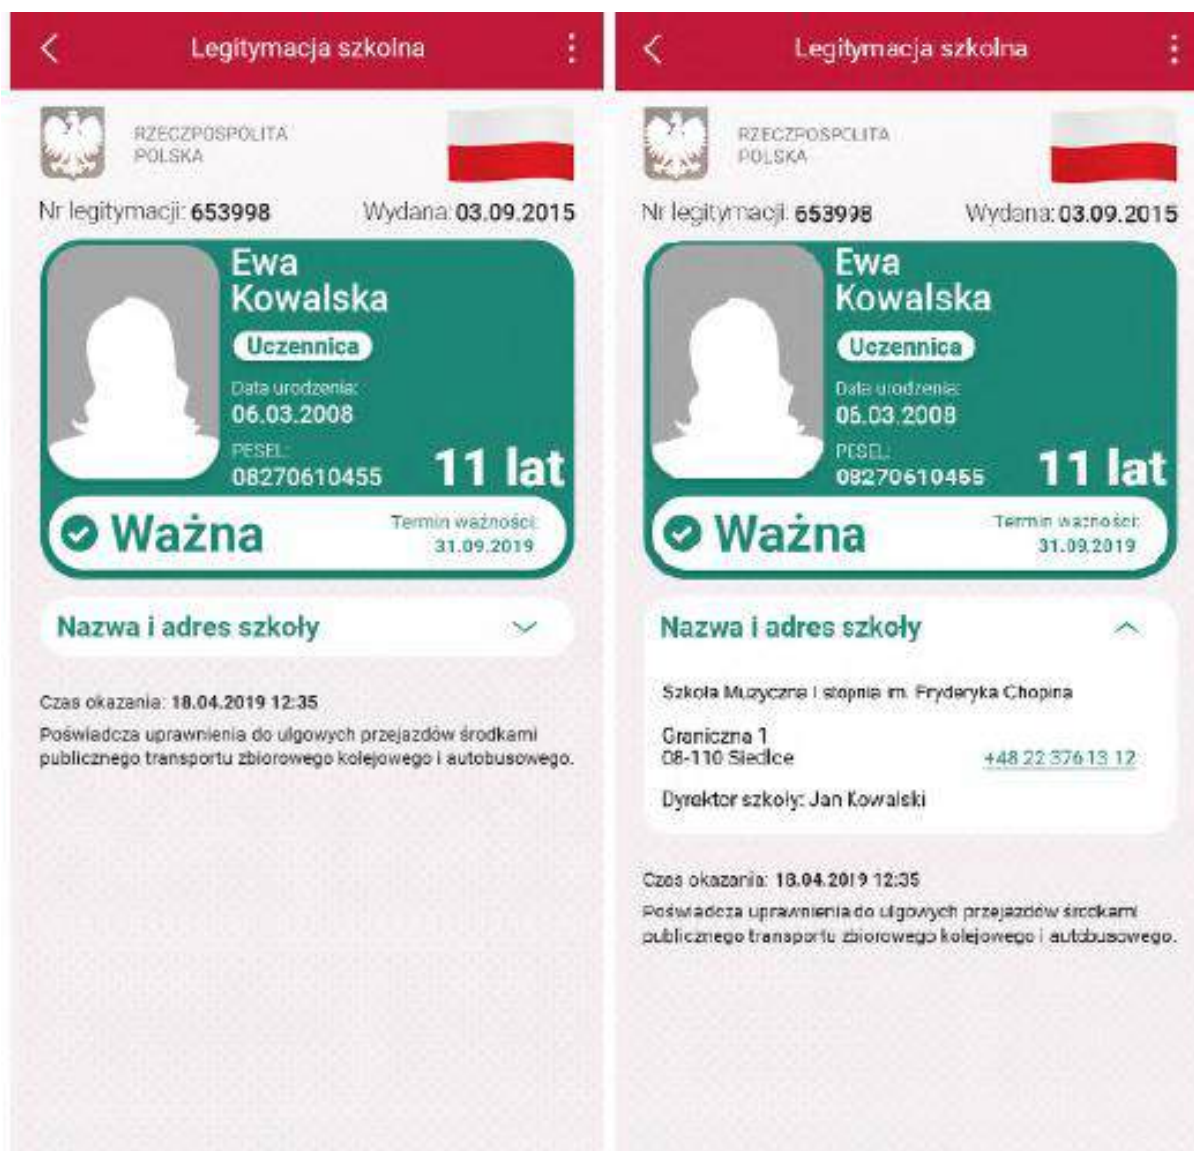 Legitymacja szkolna
RZECZPOSPOLITA
POLSKA
Nr legitymacji: 653998
Wydana: 03.09.2015
Ewa
Kowalska
Uczennica
Data urodzenia:
06.03.2008
PESEL:
08270610455
11 lat
Ważna
Termin ważności:
31.09.2019
Nazwa i adres szkoły
Czas okazania: 18.04.2019 12:35
Poświadcza uprawnienia do ulgowych przejazdów środkami
publicznego transportu zbiorowego kolejowego i autobusowego.
Legitymacja szkolna
RZECZPOSPOLITA
POLSKA
Nr legitymacji: 653998
Wydana: 03.09.2015
Ewa
Kowalska
Uczennica
Data urodzenia:
06.03.2008
PESEL:
08270610455
11 lat
Ważna
Termin ważności:
31.09.2019
Nazwa i adres szkoły
Szkoła Muzyczna I stopnia im. Fryderyka Chopina
Graniczna 1
08-110 Siedlce
+48 22 376 13 12
Dyrektor szkoły: Jan Kowalski
Czas okazania: 18.04.2019 12:35
Poświadcza uprawnienia do ulgowych przejazdów środkami
publicznego transportu zbiorowego kolejowego i autobusowego.